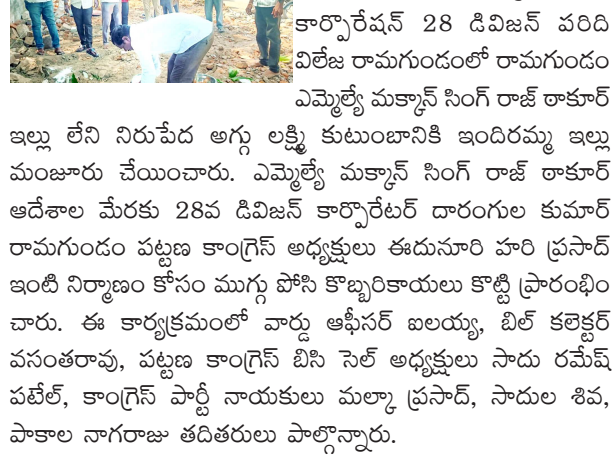 కార్పొరేషన్ 28 డివిజన్ పరిది
విలేజ రామగుండంలో రామగుండం
ఎమ్మెల్యే మక్కాన్ సింగ్ రాజ్ ఠాకూర్
ఇల్లు లేని నిరుపేద అగ్గు లక్ష్మి కుటుంబానికి ఇందిరమ్మ ఇల్లు
మంజూరు చేయించారు. ఎమ్మెల్యే మక్కాన్ సింగ్ రాజ్ ఠాకూర్
ఆదేశాల మేరకు 28వ డివిజన్ కార్పొరేటర్ దారంగుల కుమార్
రామగుండం పట్టణ కాంగ్రెస్ అధ్యక్షులు ఈదునూరి హరి ప్రసాద్
ఇంటి నిర్మాణం కోసం ముగ్గు పోసి కొబ్బరికాయలు కొట్టి ప్రారంభిం
చారు. ఈ కార్యక్రమంలో వార్డు ఆఫీసర్ ఐలయ్య, బిల్ కలెక్టర్
వసంతరావు, పట్టణ కాంగ్రెస్ బిసి సెల్ అధ్యక్షులు సాదు రమేష్
పటేల్, కాంగ్రెస్ పార్టీ నాయకులు మల్కా ప్రసాద్, సాదుల శివ,
పాకాల నాగరాజు తదితరులు పాల్గొన్నారు.